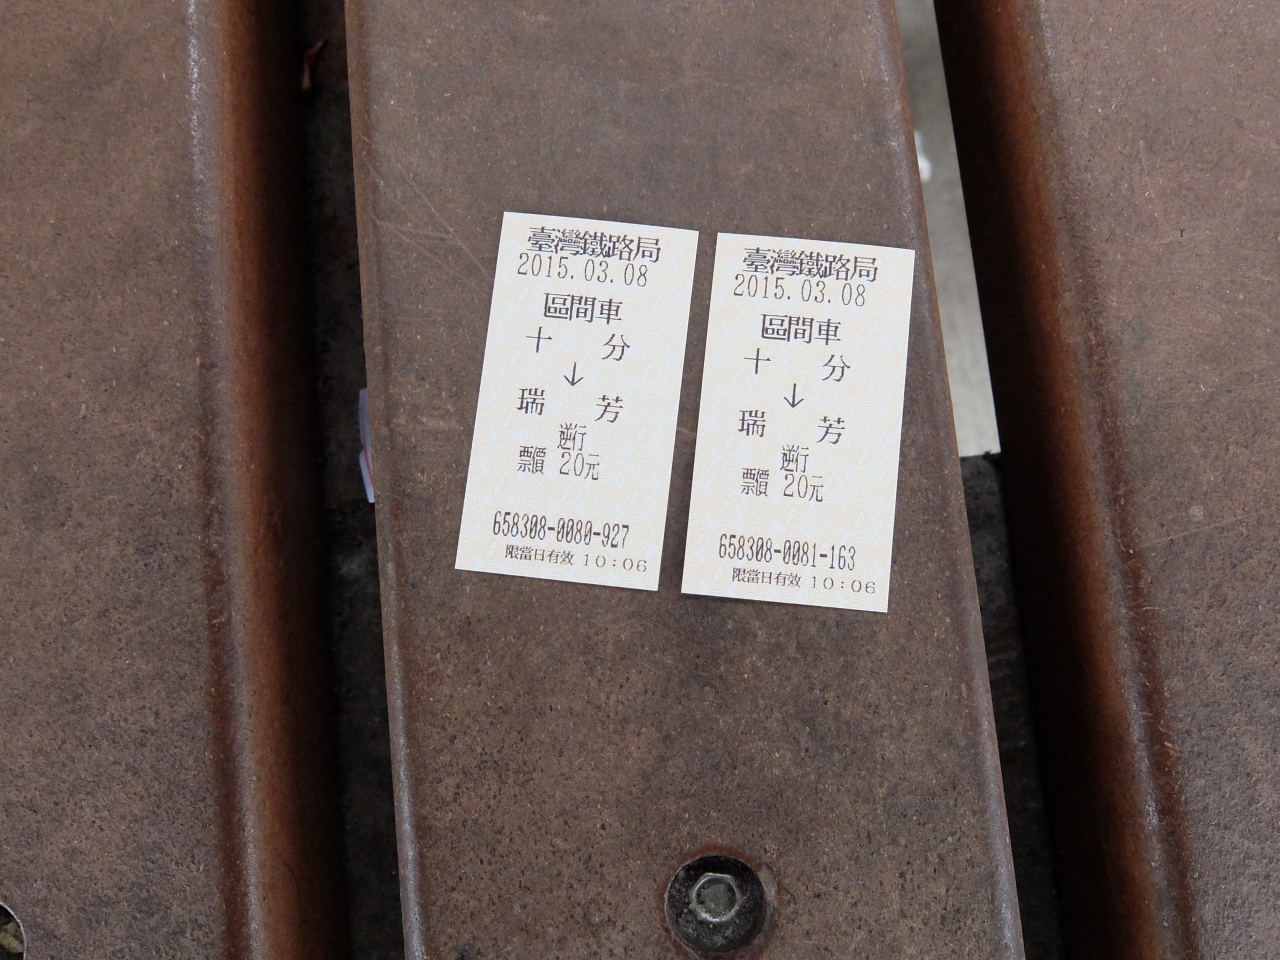 臺灣鐵路局
2015.03.08
區間車
十 分
↓
瑞 芳
逆行
票價 20元
658308-0080-927
限當日有效 10:06
臺灣鐵路局
2015.03.08
區間車
十 分
↓
瑞 芳
逆行
票價 20元
658308-0081-163
限當日有效 10:06